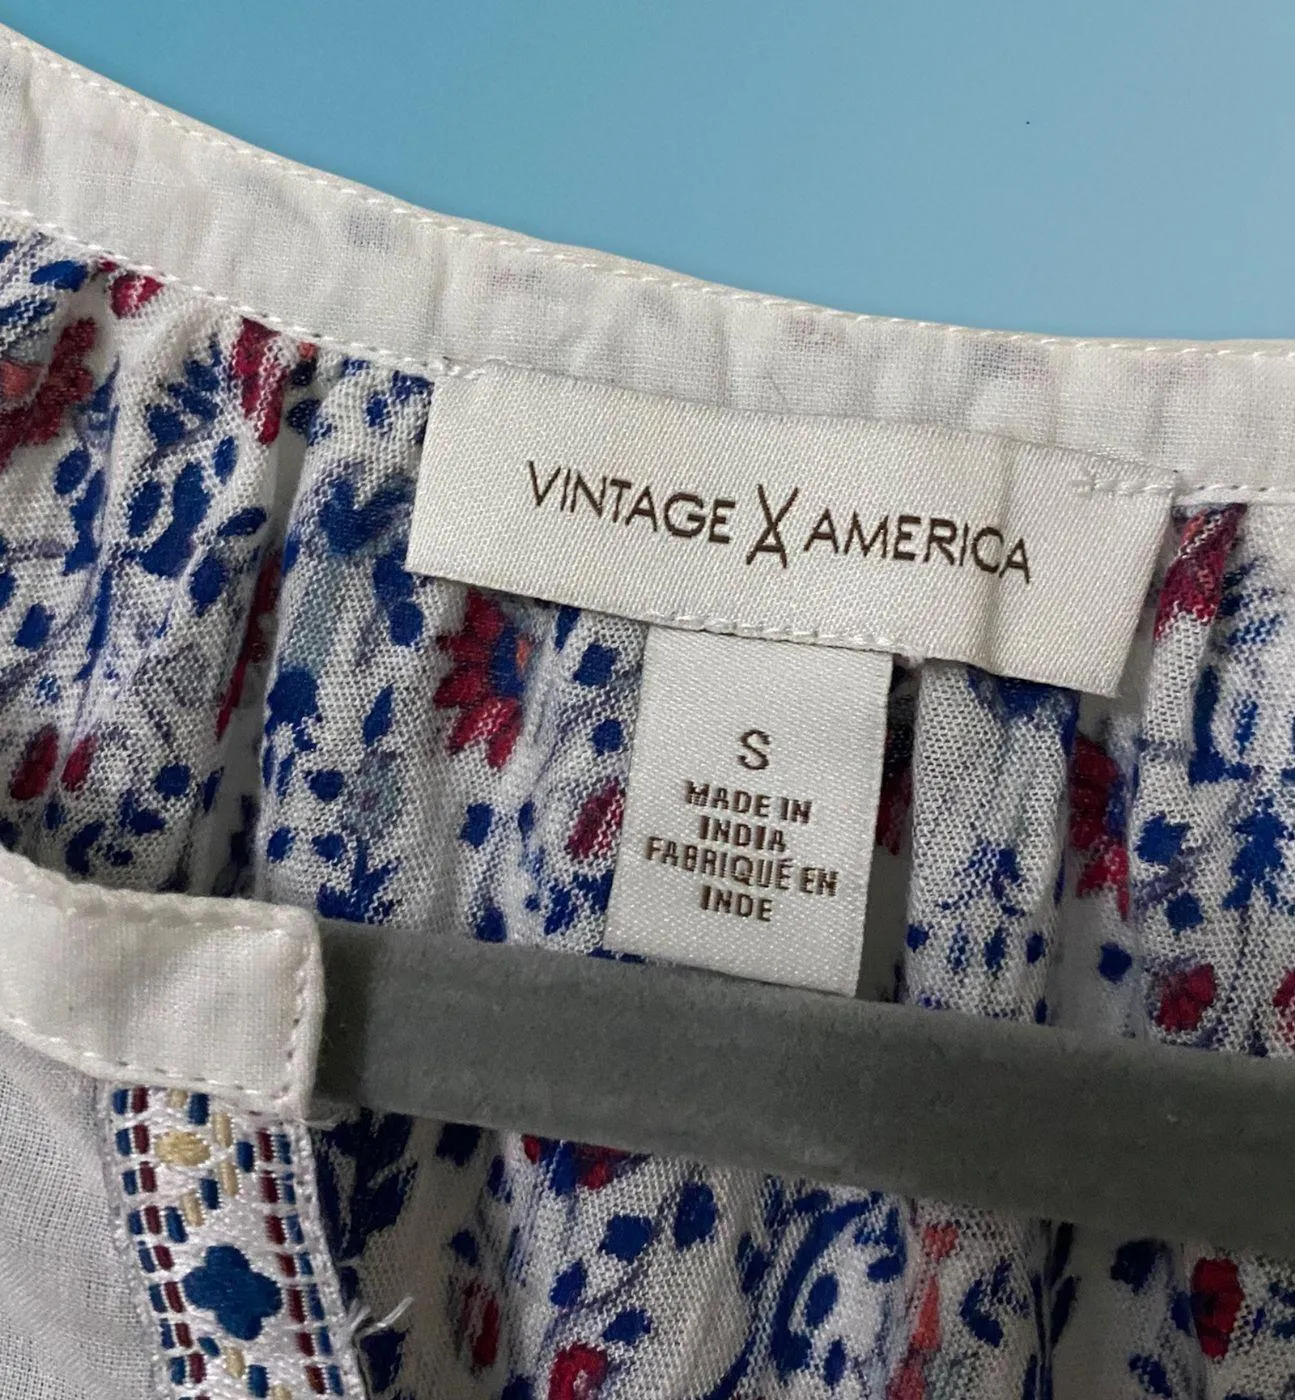 VINTAGE AMERICA
S
MADE IN
INDIA
FABRIQUÉ EN
INDE